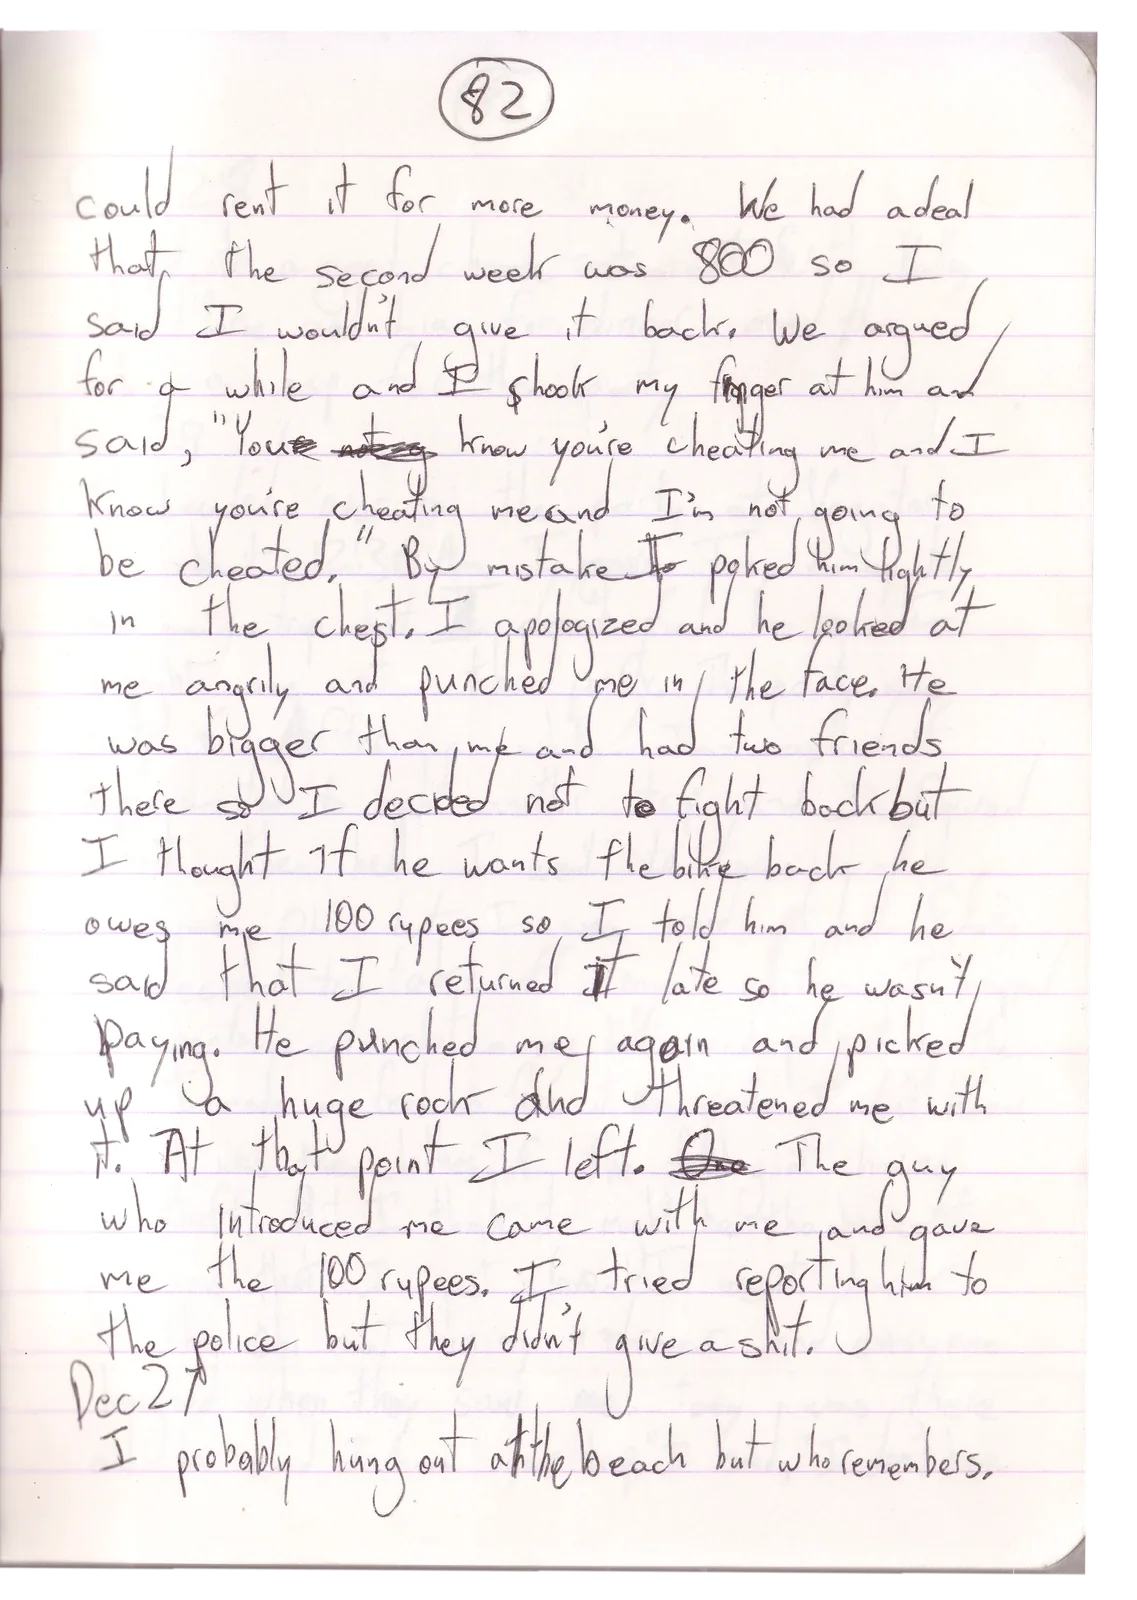 82
could rent it for more money. We had a deal
that the second week was 800 so I
said I wouldn't give it back. We argued
for a while and I shook my finger at him and
said, "You know you're cheating me and I
know you're cheating me and I'm not going to
be cheated." By mistake I poked him lightly
in the chest. I apologized and he looked at
me angrily and punched me in the face. He
was bigger than me and had two friends
there so I decided not to fight back but
I thought if he wants the bike back he
owes me 100 rupees so I told him and he
said that I returned it late so he wasn't
paying. He punched me again and picked
up a huge rock and threatened me with
it. At that point I left. The guy
who introduced me came with me and gave
me the 100 rupees. I tried reporting him to
the police but they didn't give a shit.
Dec 27
I probably hung out at the beach but who remembers.